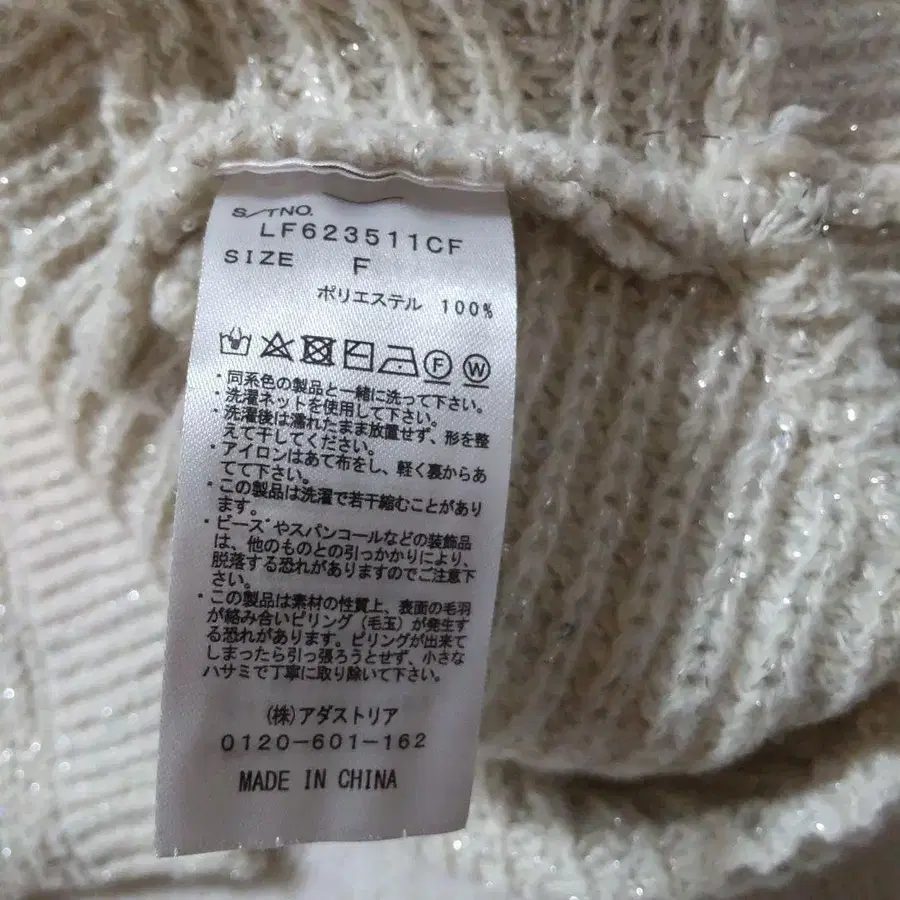 S/TNO.
LF623511CF
SIZE F
ポリエステル 100%
F W
・同系色の製品と一緒に洗って下さい。
・洗濯ネットを使用して下さい。
・洗濯後は濡れたまま放置せず、形を整
えて干してください。
・アイロンはあて布をし、軽く裏からあ
てて下さい。
・この製品は洗濯で若干縮むことがあり
ます。
・ビーズやスパンコールなどの装飾品
は、他のものとの引っかかりにより、
脱落する恐れがありますのでご注意下
さい。
・この製品は素材の性質上、表面の毛羽
が絡み合いピリング(毛玉)が発生す
る恐れがあります。ピリングが出来て
しまったら引っ張ろうとせず、小さな
ハサミで丁寧に取り除いて下さい。
(株)アダストリア
0120-601-162
MADE IN CHINA